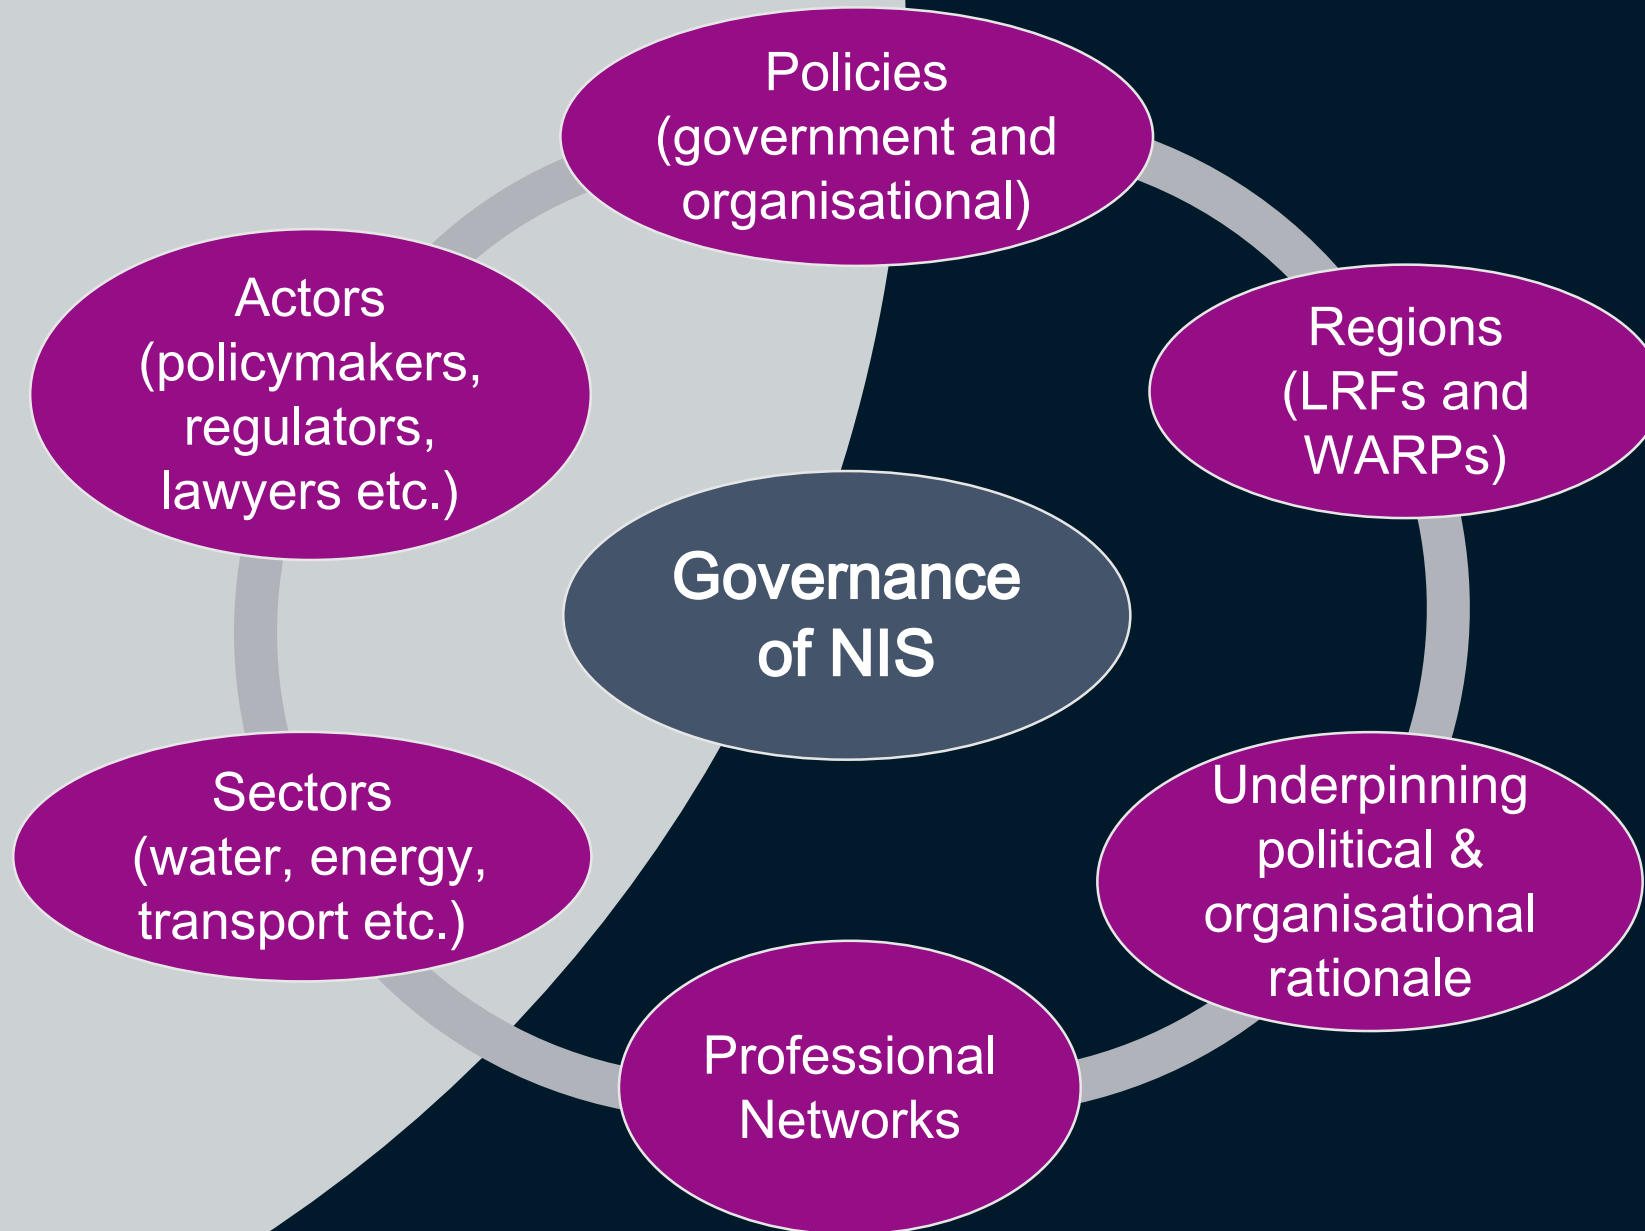 Policies
(government and
organisational)
Actors
(policymakers,
regulators,
lawyers etc.)
Regions
(LRFs and
WARPs)
Governance
of NIS
Sectors
(water, energy,
transport etc.)
Underpinning
political &
organisational
rationale
Professional
Networks